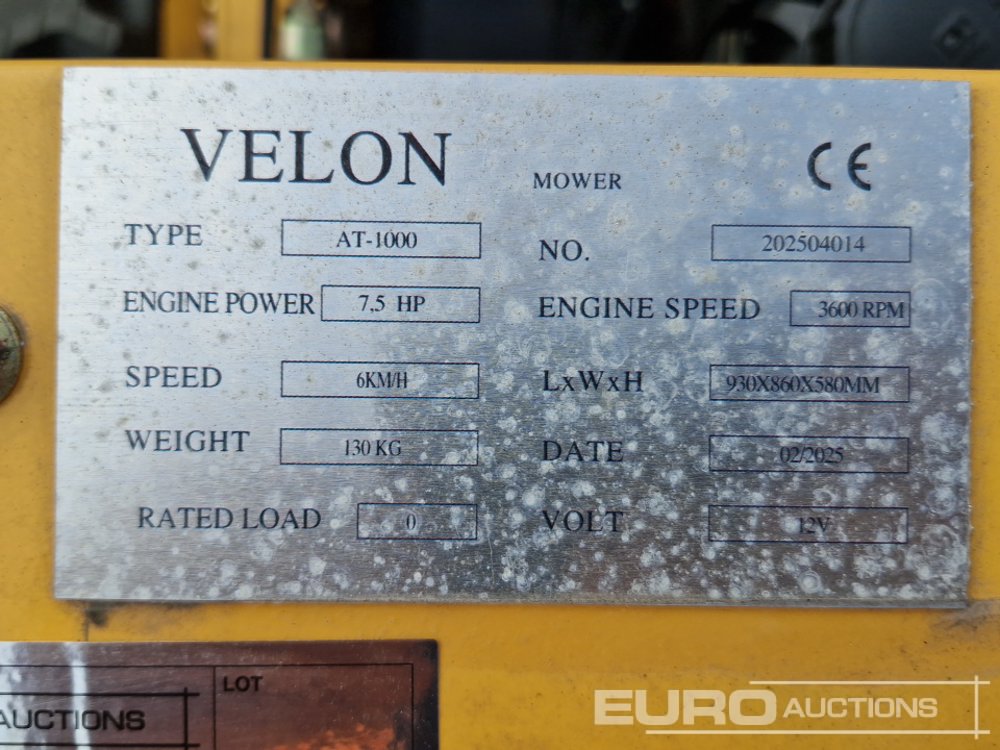 VELON MOWER CE
TYPE AT-1000 NO. 202504014
ENGINE POWER 7,5 HP ENGINE SPEED 3600 RPM
SPEED 6KM/H LxWxH 930X860X580MM
WEIGHT 130 KG DATE 02/2025
RATED LOAD 0 VOLT 12V
LOT
AUCTIONS
EURO AUCTIONS